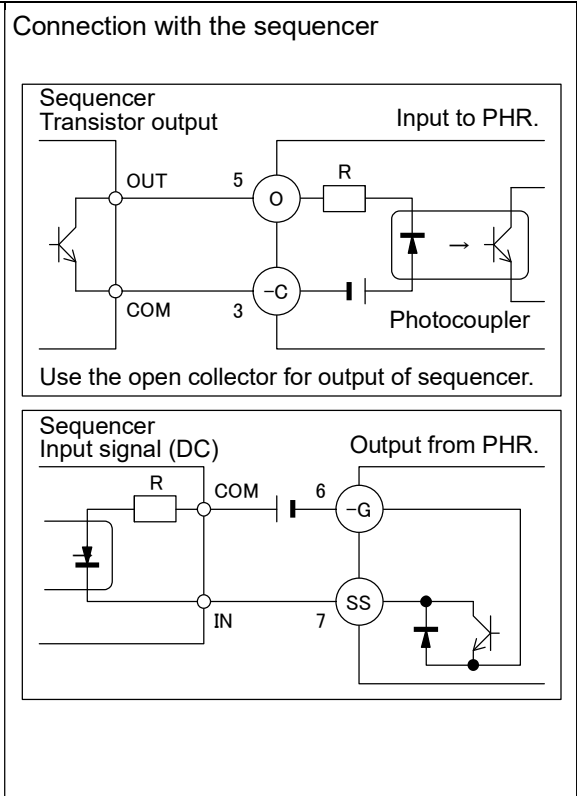 Connection with the sequencer
Sequencer
Transistor output
Input to PHR.
OUT
5
O
R
COM
3
-C
Photocoupler
Use the open collector for output of sequencer.
Sequencer
Input signal (DC)
Output from PHR.
R
COM
6
-G
IN
7
SS